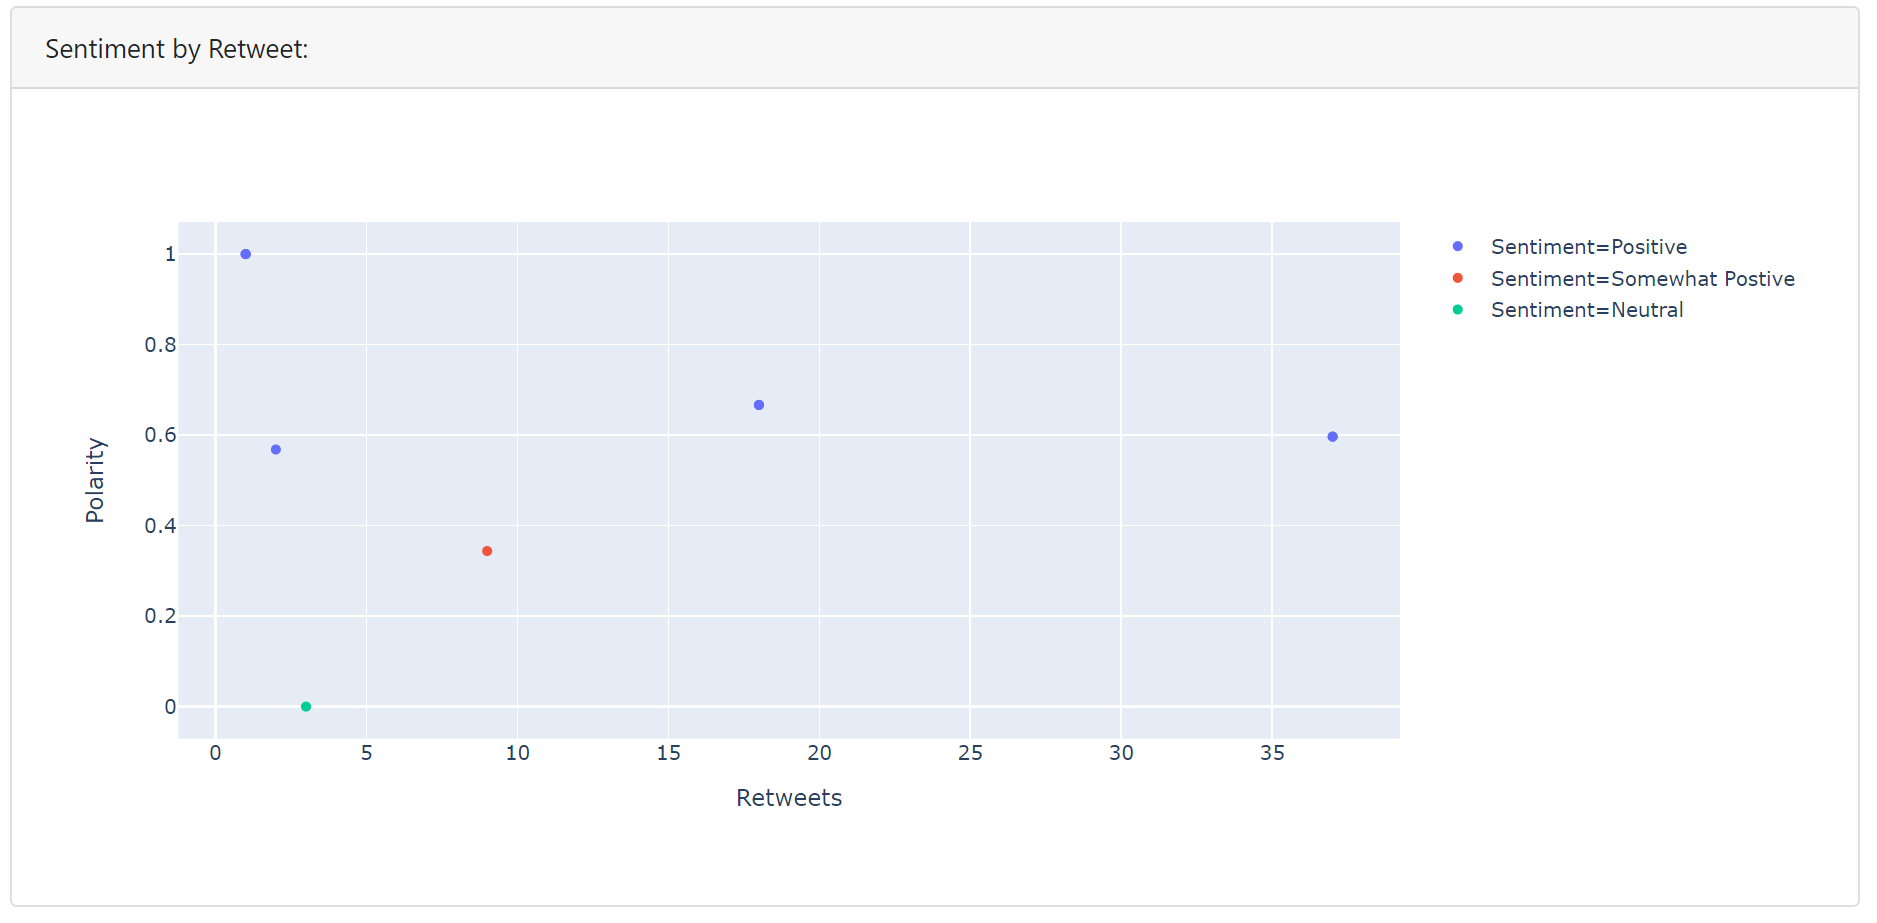 Sentiment by Retweet:
Sentiment=Positive
Sentiment=Somewhat Postive
Sentiment=Neutral
Polarity
1
0.8
0.6
0.4
0.2
0
0 5 10 15 20 25 30 35
Retweets